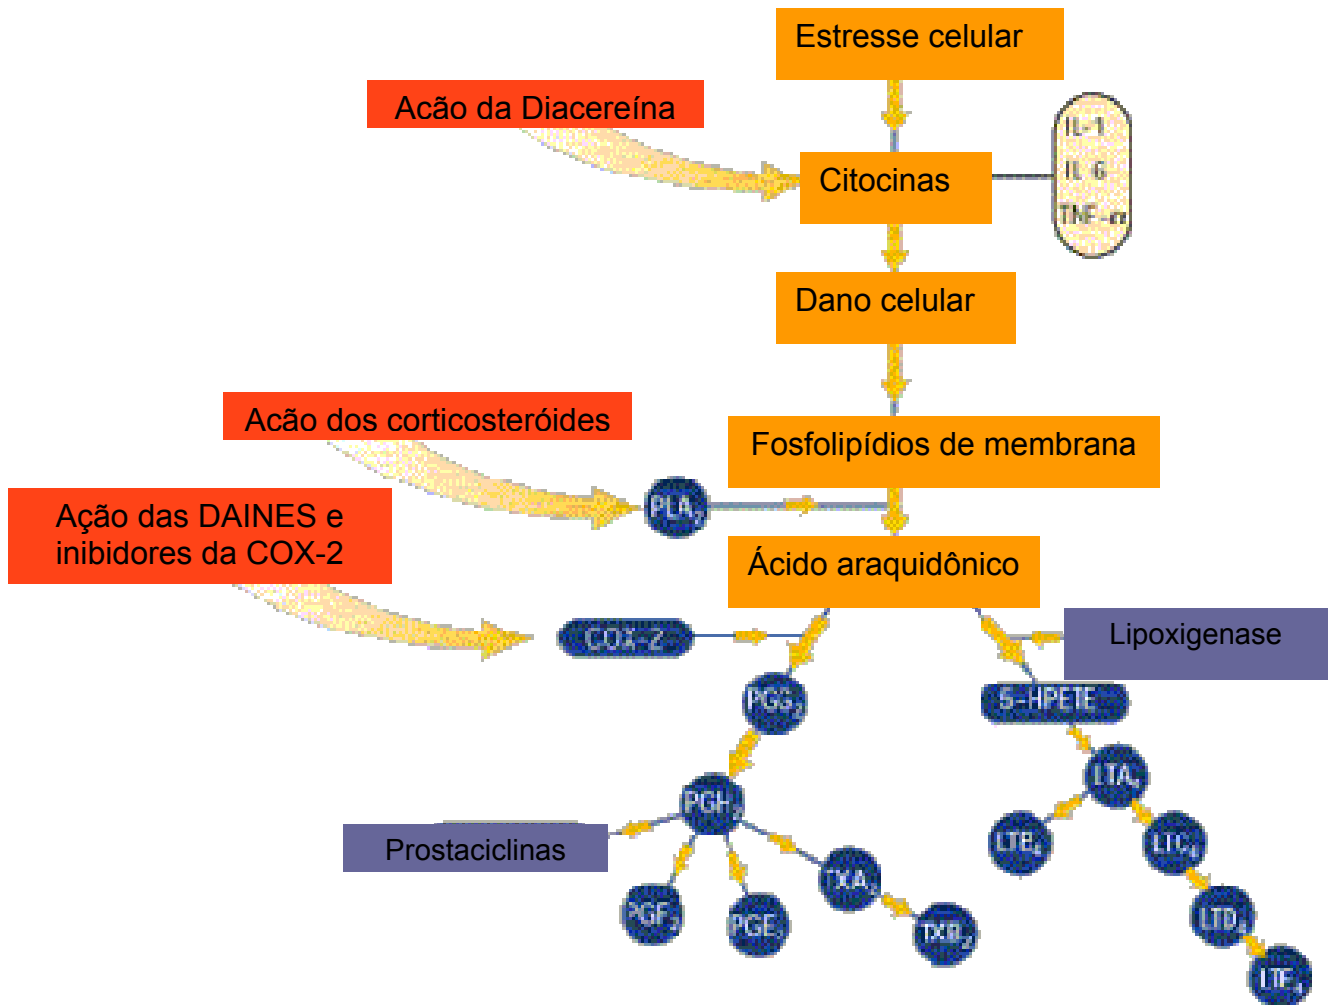 Estresse celular
Acão da Diacereína
IL-1
IL 6
TNF-α
Citocinas
Dano celular
Acão dos corticosteróides
Fosfolipídios de membrana
PLA₂
Ação das DAINES e
inibidores da COX-2
Ácido araquidônico
COX-2
Lipoxigenase
PGG₂
5-HPETE
PGH₂
LTA₄
Prostaciclinas
LTB₄
LTC₄
TXA₂
PGF₂
PGE₂
TXB₂
LTD₄
LTE₄